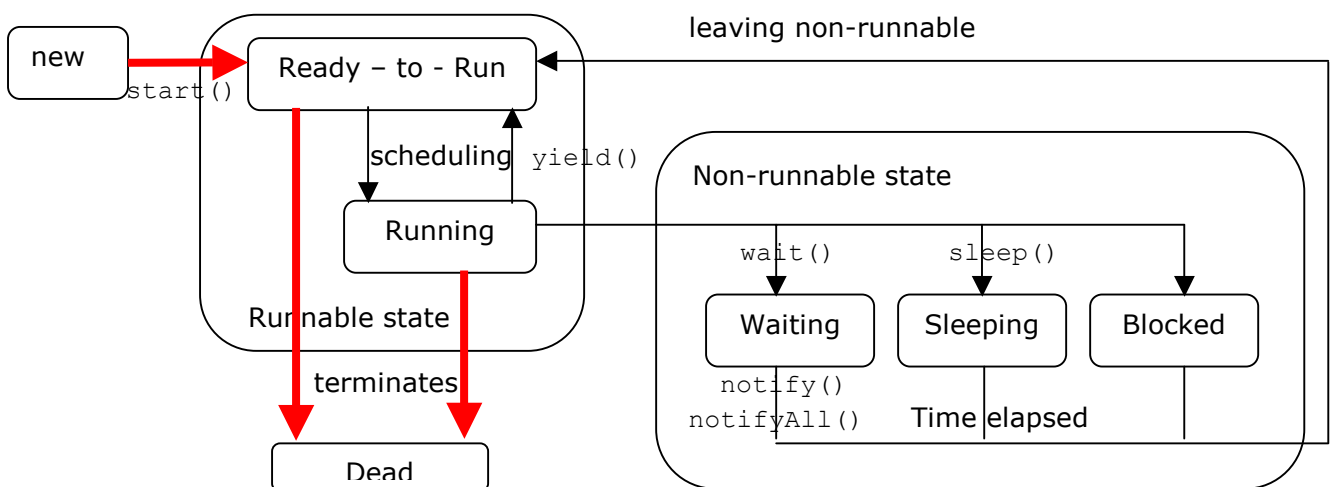 leaving non-runnable
new
Ready – to - Run
start()
scheduling
yield()
Non-runnable state
Running
wait()
sleep()
Runnable state
Waiting
Sleeping
Blocked
terminates
notify()
notifyAll()
Time elapsed
Dead